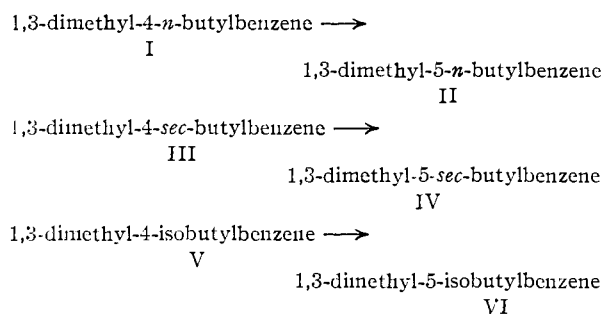 1,3-dimethyl-4-n-butylbenzene ⟶
I
1,3-dimethyl-5-n-butylbenzene
II
1,3-dimethyl-4-sec-butylbenzene ⟶
III
1,3-dimethyl-5-sec-butylbenzene
IV
1,3-dimethyl-4-isobutylbenzene ⟶
V
1,3-dimethyl-5-isobutylbenzene
VI